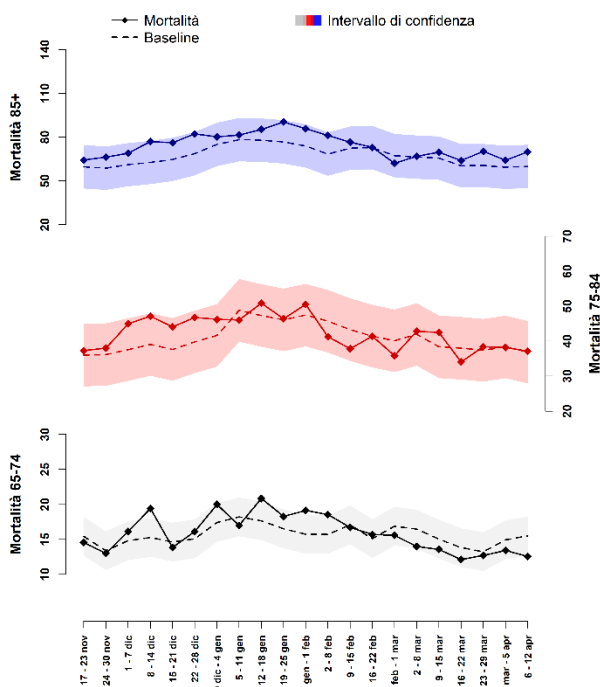 Mortalità
Baseline
Intervallo di confidenza
Mortalità 85+
140
110
80
50
20
Mortalità 75-84
70
60
50
40
30
20
Mortalità 65-74
30
25
20
15
10
17 - 23 nov
24 - 30 nov
1 - 7 dic
8 - 14 dic
15 - 21 dic
22 - 28 dic
dic - 4 gen
5 - 11 gen
12 - 18 gen
19 - 25 gen
gen - 1 feb
2 - 8 feb
9 - 15 feb
16 - 22 feb
feb - 1 mar
2 - 8 mar
9 - 15 mar
16 - 22 mar
23 - 29 mar
mar - 5 apr
6 - 12 apr